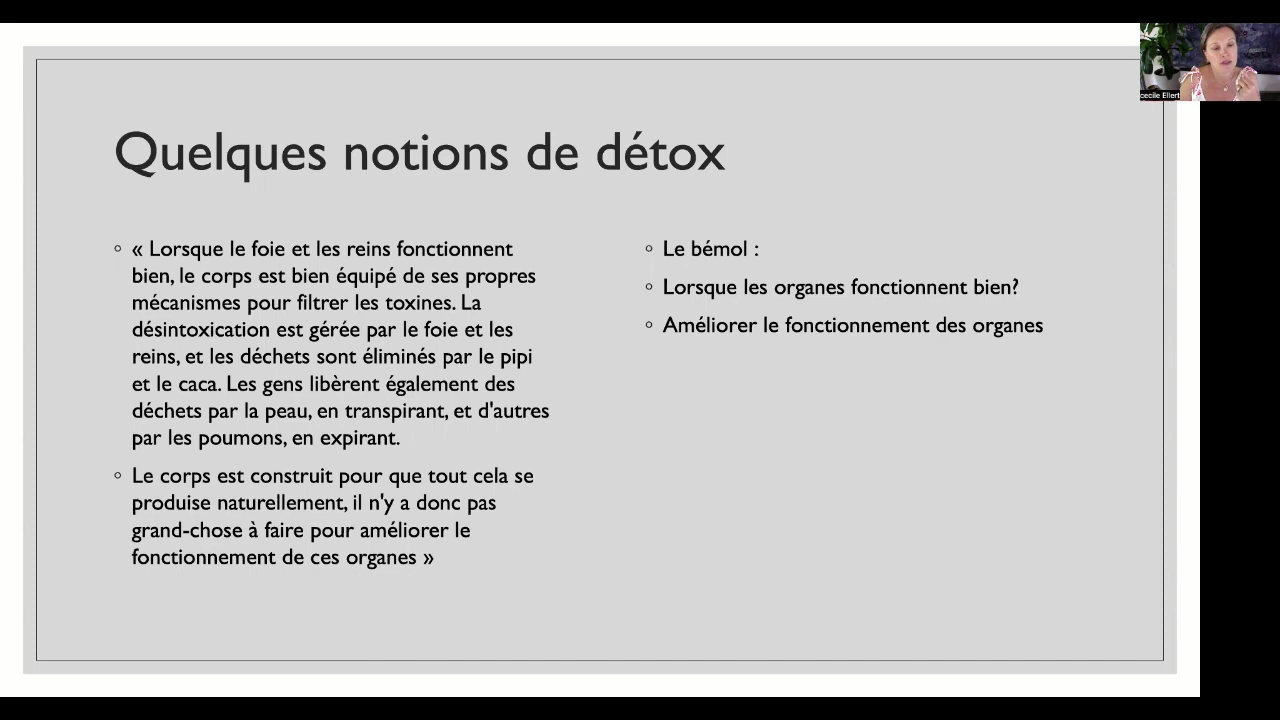 Quelques notions de détox
◦ « Lorsque le foie et les reins fonctionnent
bien, le corps est bien équipé de ses propres
mécanismes pour filtrer les toxines. La
désintoxication est gérée par le foie et les
reins, et les déchets sont éliminés par le pipi
et le caca. Les gens libèrent également des
déchets par la peau, en transpirant, et d'autres
par les poumons, en expirant.
◦ Le corps est construit pour que tout cela se
produise naturellement, il n'y a donc pas
grand-chose à faire pour améliorer le
fonctionnement de ces organes »
◦ Le bémol :
◦ Lorsque les organes fonctionnent bien?
◦ Améliorer le fonctionnement des organes
cecile Ellert